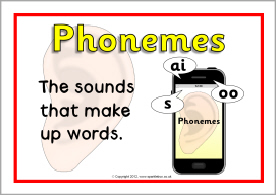 Phonemes
ai
The sounds
s
oo
that make
Phonemes
up words.